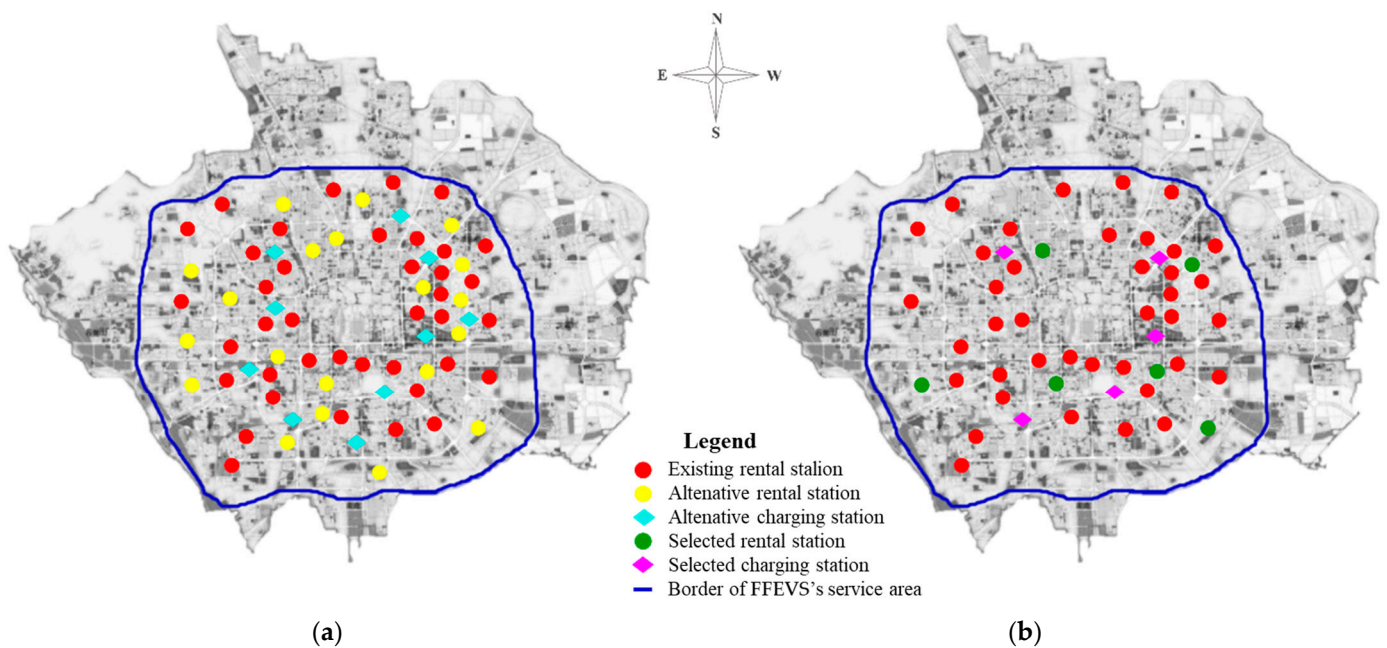 N
E W
S
Legend
Existing rental stalion
Altenative rental station
Altenative charging station
Selected rental station
Selected charging station
Border of FFEVS's service area
(a) (b)